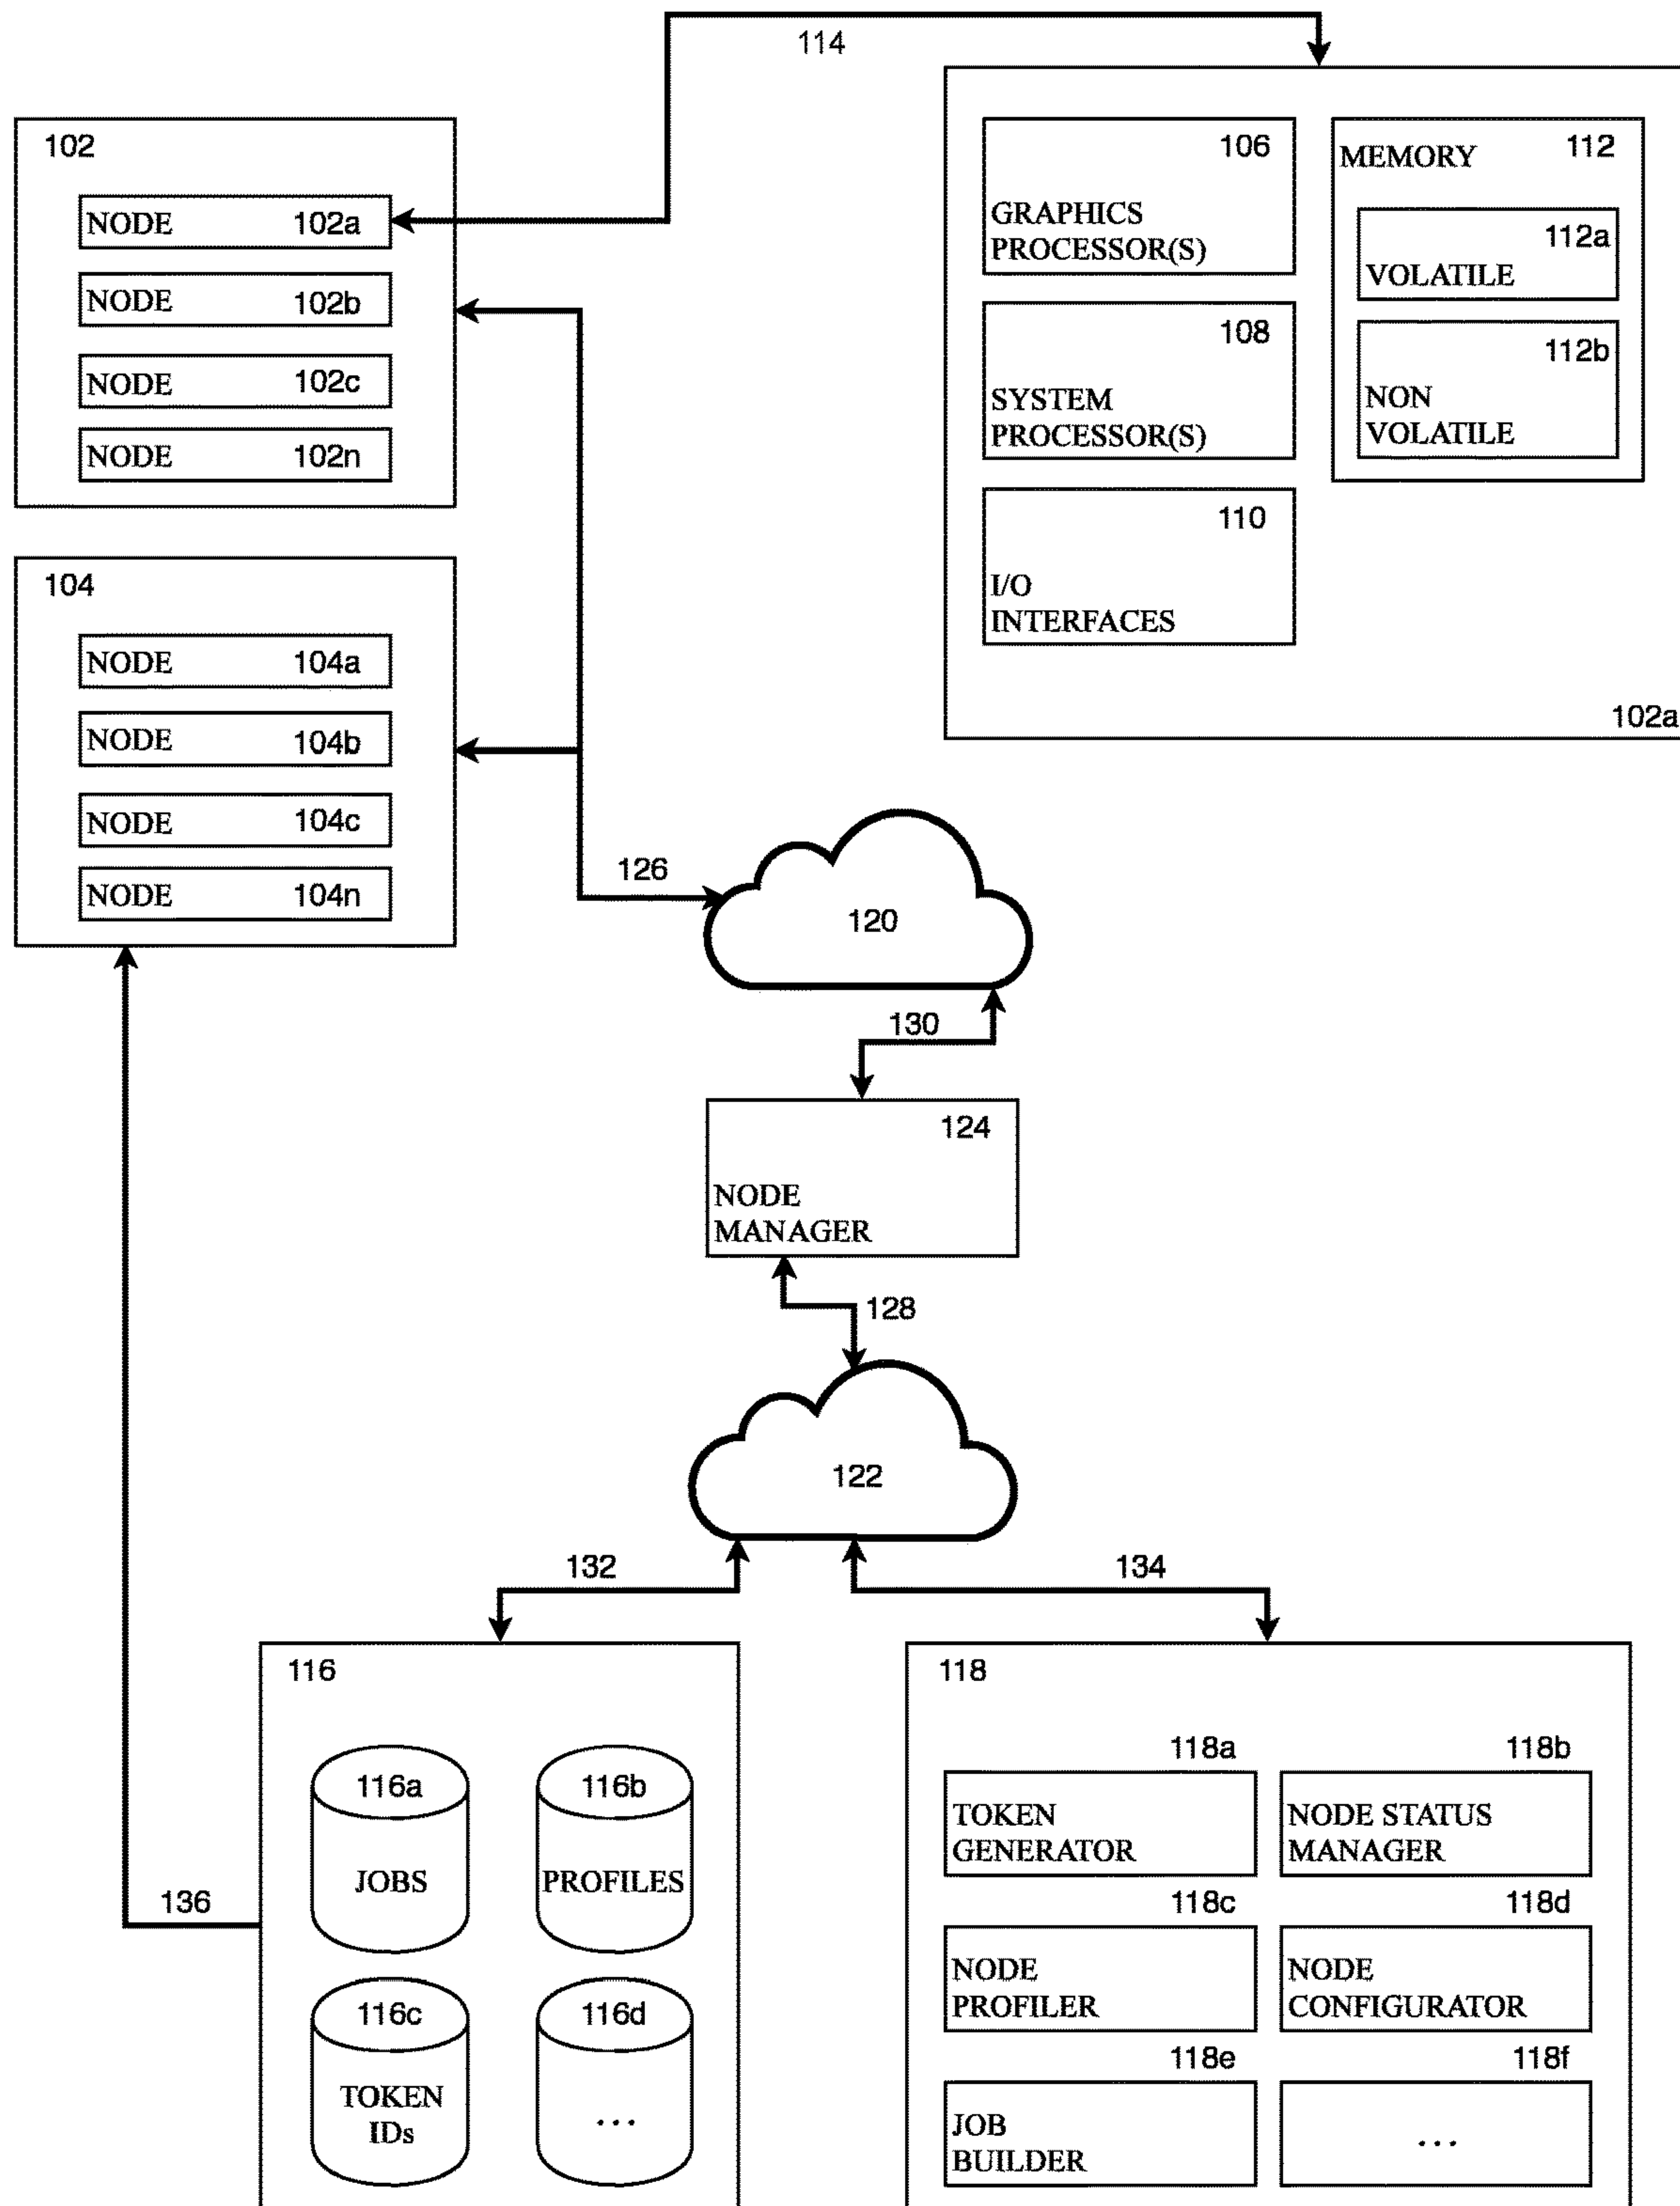 114
102
NODE 102a
NODE 102b
NODE 102c
NODE 102n
106
GRAPHICS
PROCESSOR(S)
108
SYSTEM
PROCESSOR(S)
110
I/O
INTERFACES
MEMORY 112
112a
VOLATILE
112b
NON
VOLATILE
102a
104
NODE 104a
NODE 104b
NODE 104c
NODE 104n
126
120
130
124
NODE
MANAGER
128
122
132
134
136
116
116a
JOBS
116b
PROFILES
116c
TOKEN
IDs
116d
...
118
118a
TOKEN
GENERATOR
118b
NODE STATUS
MANAGER
118c
NODE
PROFILER
118d
NODE
CONFIGURATOR
118e
JOB
BUILDER
118f
...